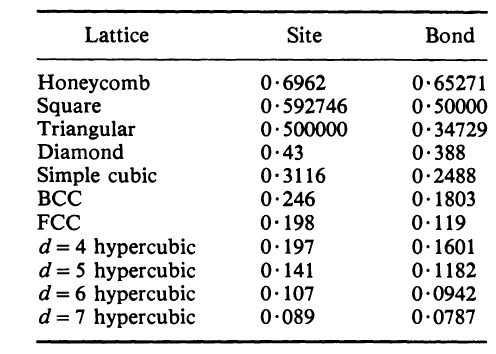 Lattice Site Bond
Honeycomb 0·6962 0·65271
Square 0·592746 0·50000
Triangular 0·500000 0·34729
Diamond 0·43 0·388
Simple cubic 0·3116 0·2488
BCC 0·246 0·1803
FCC 0·198 0·119
d = 4 hypercubic 0·197 0·1601
d = 5 hypercubic 0·141 0·1182
d = 6 hypercubic 0·107 0·0942
d = 7 hypercubic 0·089 0·0787